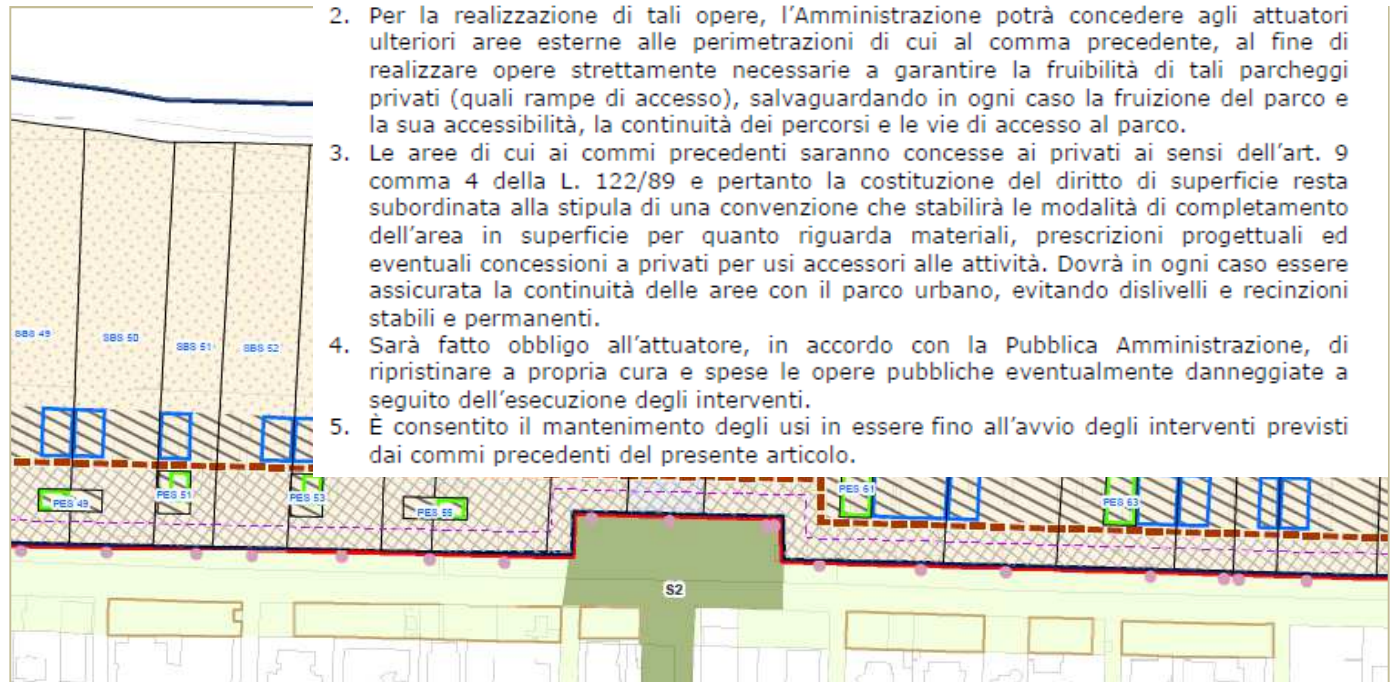 2. Per la realizzazione di tali opere, l'Amministrazione potrà concedere agli attuatori
ulteriori aree esterne alle perimetrazioni di cui al comma precedente, al fine di
realizzare opere strettamente necessarie a garantire la fruibilità di tali parcheggi
privati (quali rampe di accesso), salvaguardando in ogni caso la fruizione del parco e
la sua accessibilità, la continuità dei percorsi e le vie di accesso al parco.
3. Le aree di cui ai commi precedenti saranno concesse ai privati ai sensi dell'art. 9
comma 4 della L. 122/89 e pertanto la costituzione del diritto di superficie resta
subordinata alla stipula di una convenzione che stabilirà le modalità di completamento
dell'area in superficie per quanto riguarda materiali, prescrizioni progettuali ed
eventuali concessioni a privati per usi accessori alle attività. Dovrà in ogni caso essere
assicurata la continuità delle aree con il parco urbano, evitando dislivelli e recinzioni
stabili e permanenti.
4. Sarà fatto obbligo all'attuatore, in accordo con la Pubblica Amministrazione, di
ripristinare a propria cura e spese le opere pubbliche eventualmente danneggiate a
seguito dell'esecuzione degli interventi.
5. È consentito il mantenimento degli usi in essere fino all'avvio degli interventi previsti
dai commi precedenti del presente articolo.
SBS 49
SBS 50
SBS 51
SBS 52
PES 49
PES 51
PES 53
PES 55
PES 61
PES 63
S2